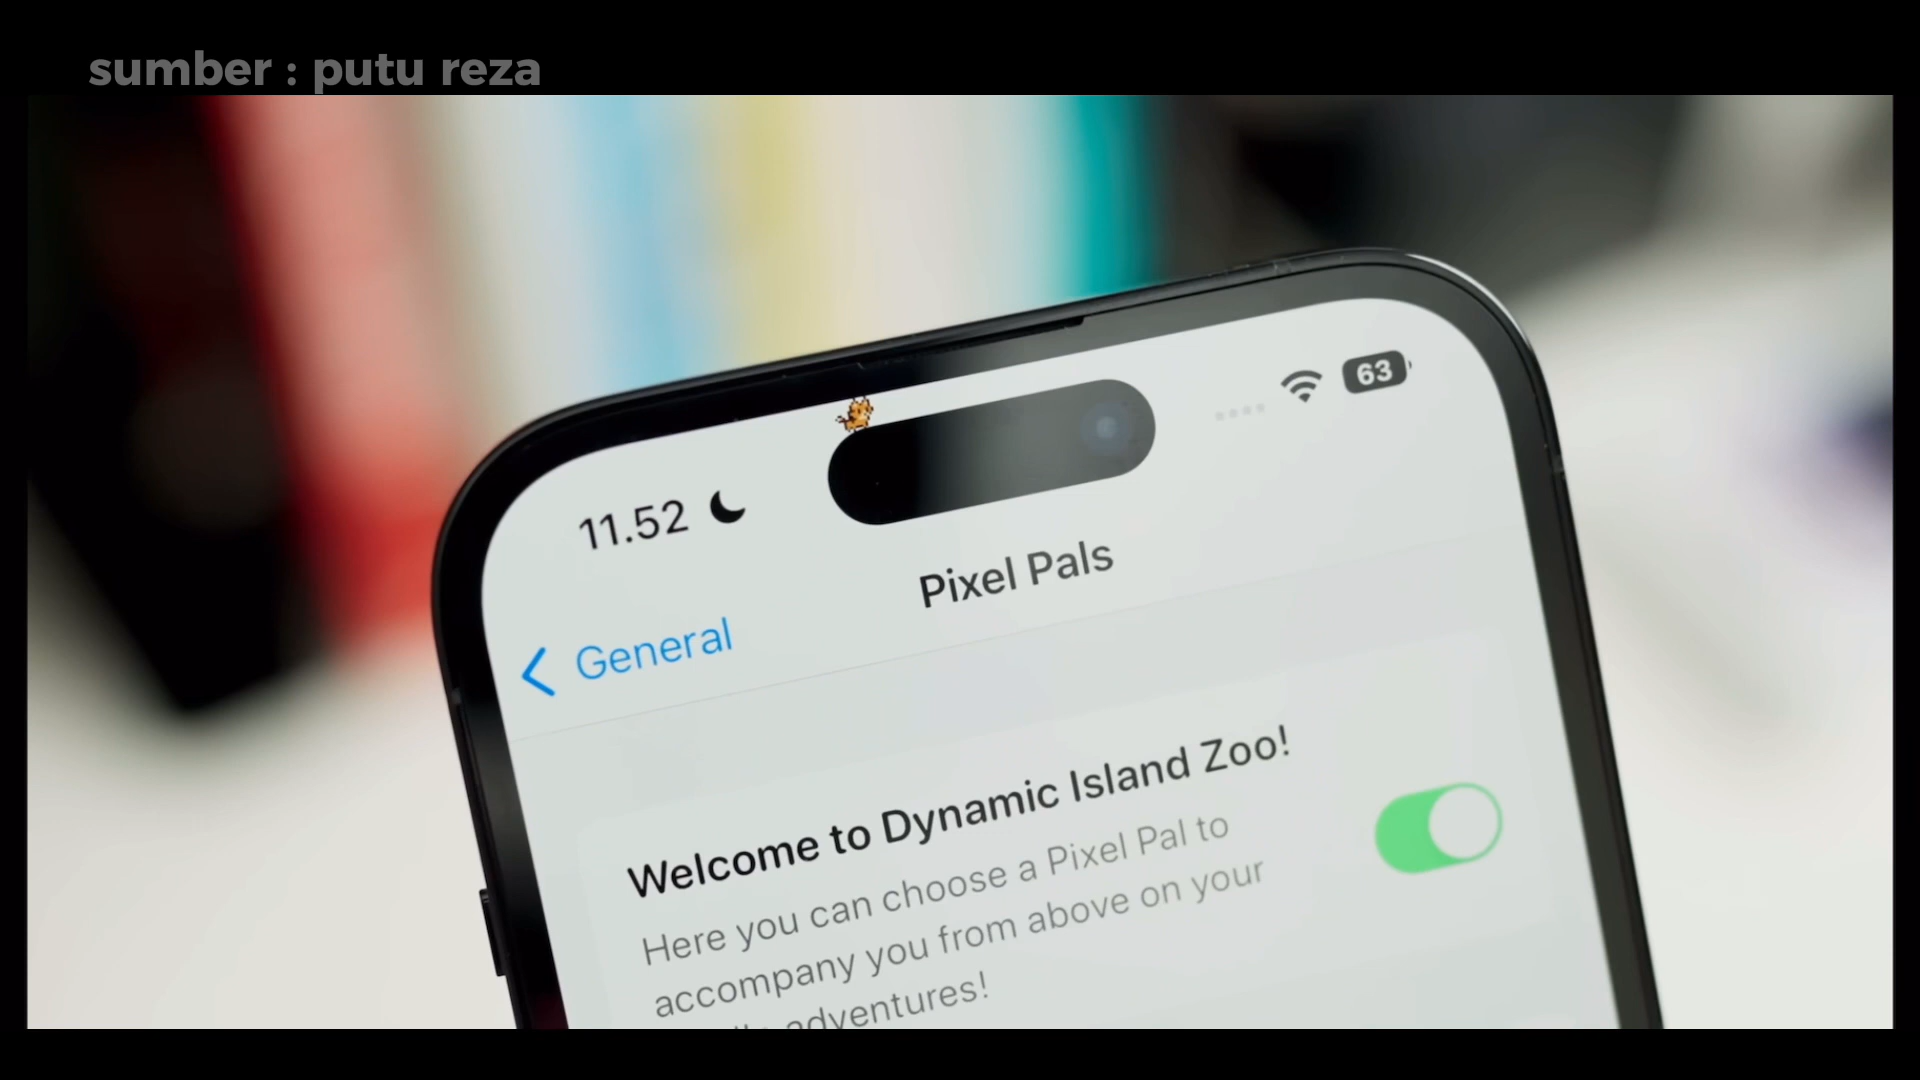 sumber : putu reza
11.52
63
Pixel Pals
General
Welcome to Dynamic Island Zoo!
Here you can choose a Pixel Pal to
accompany you from above on your
adventures!